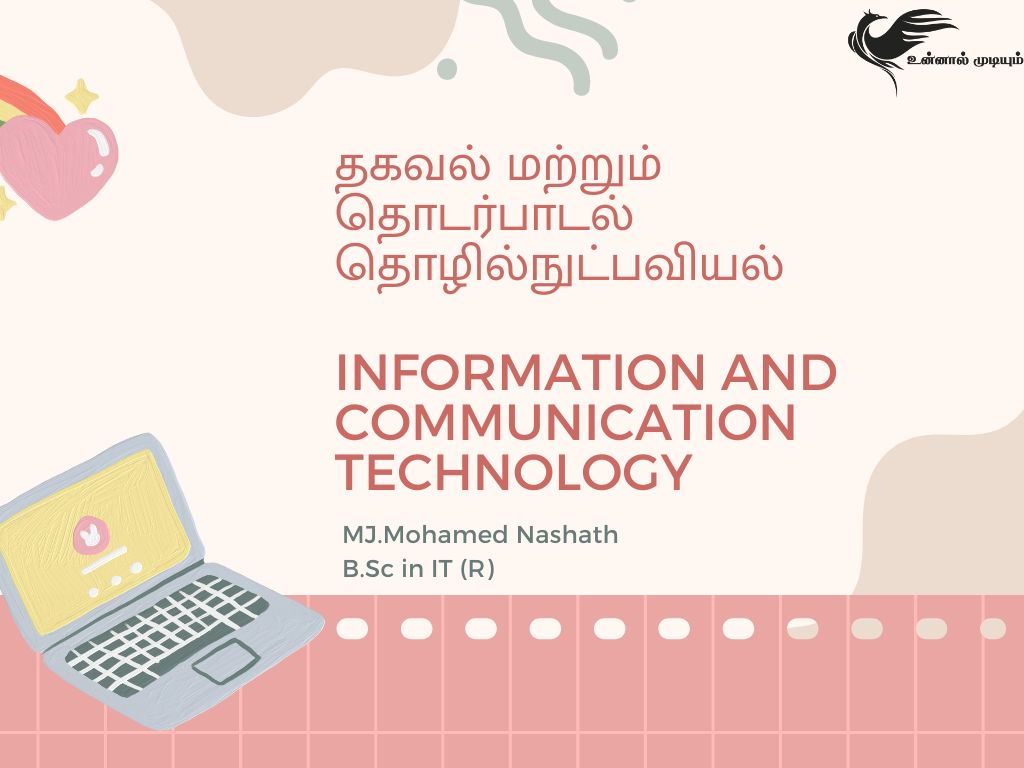 உன்னால் முடியும்
தகவல் மற்றும்
தொடர்பாடல்
தொழில்நுட்பவியல்
INFORMATION AND
COMMUNICATION
TECHNOLOGY
MJ.Mohamed Nashath
B.Sc in IT (R)